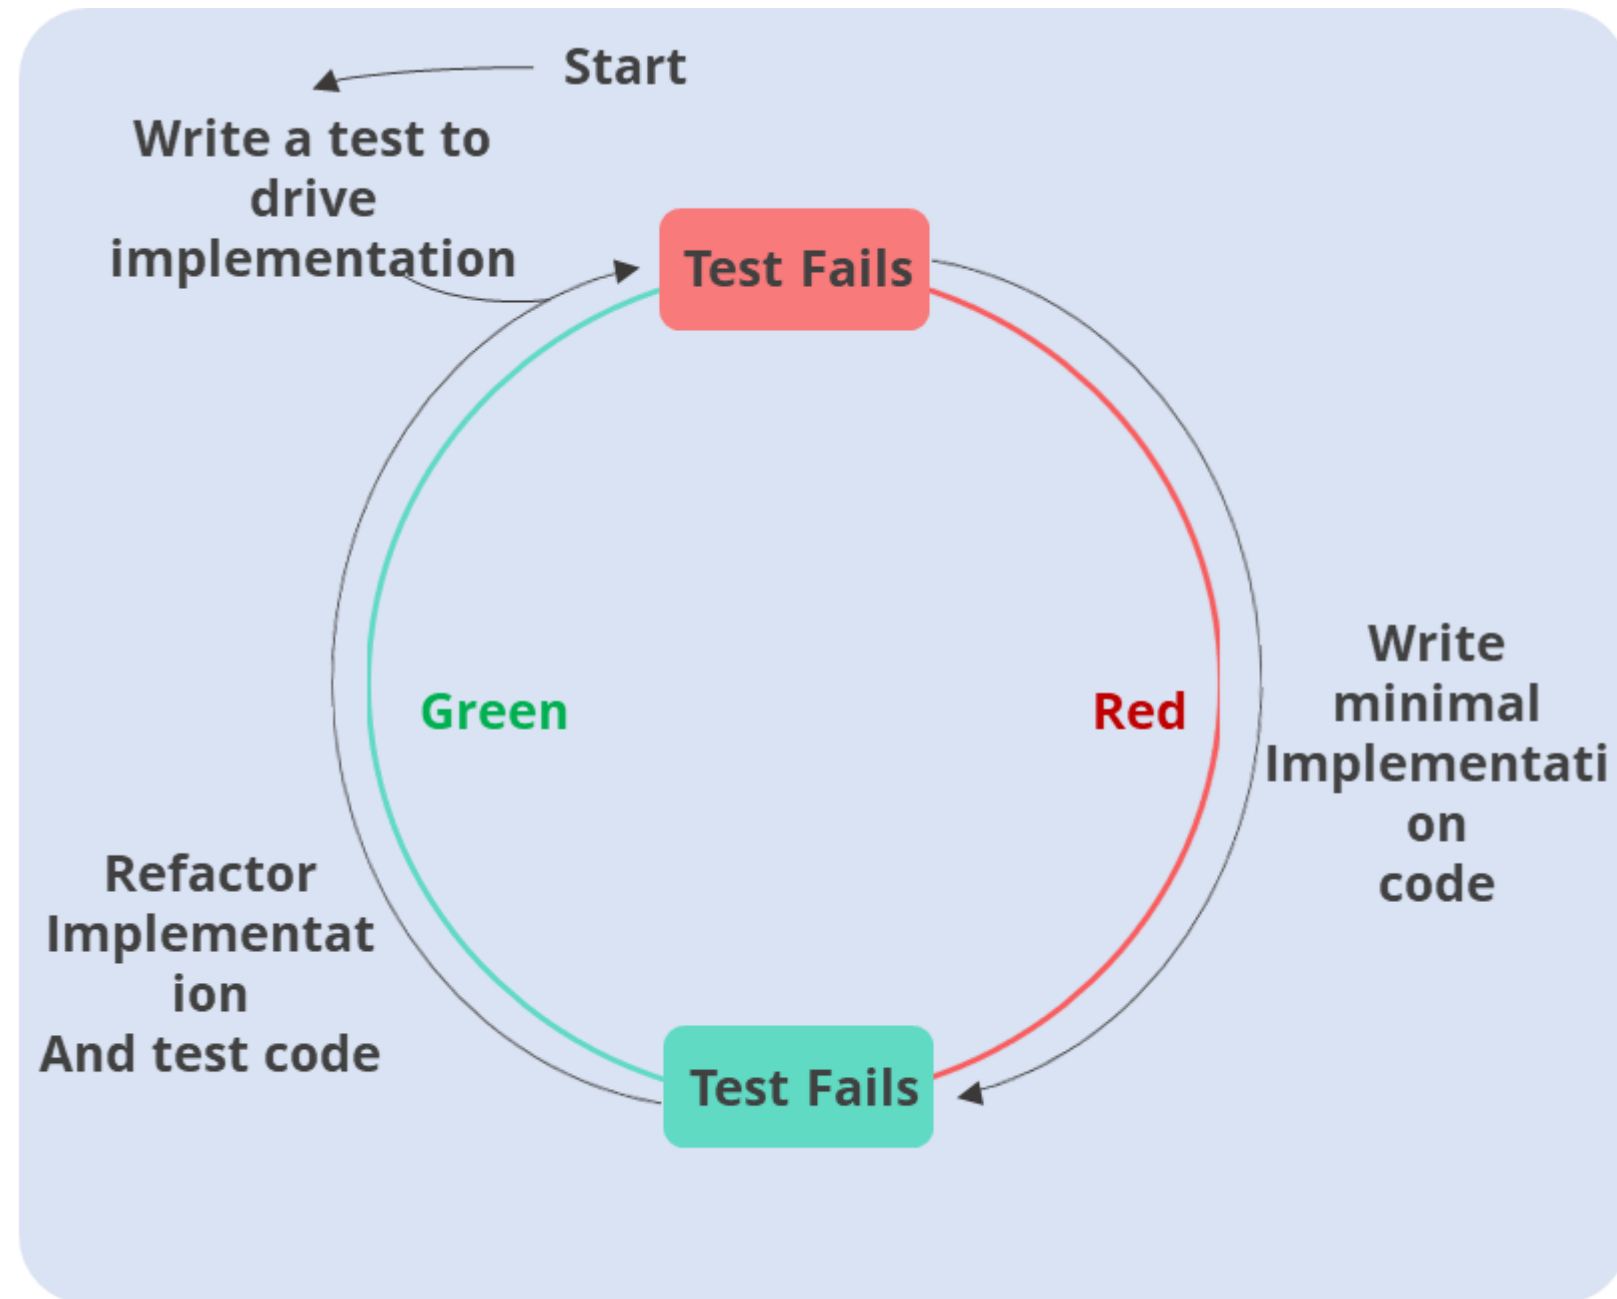 Start
Write a test to
drive
implementation
Test Fails
Green
Red
Write
minimal
Implementati
on
code
Refactor
Implementat
ion
And test code
Test Fails